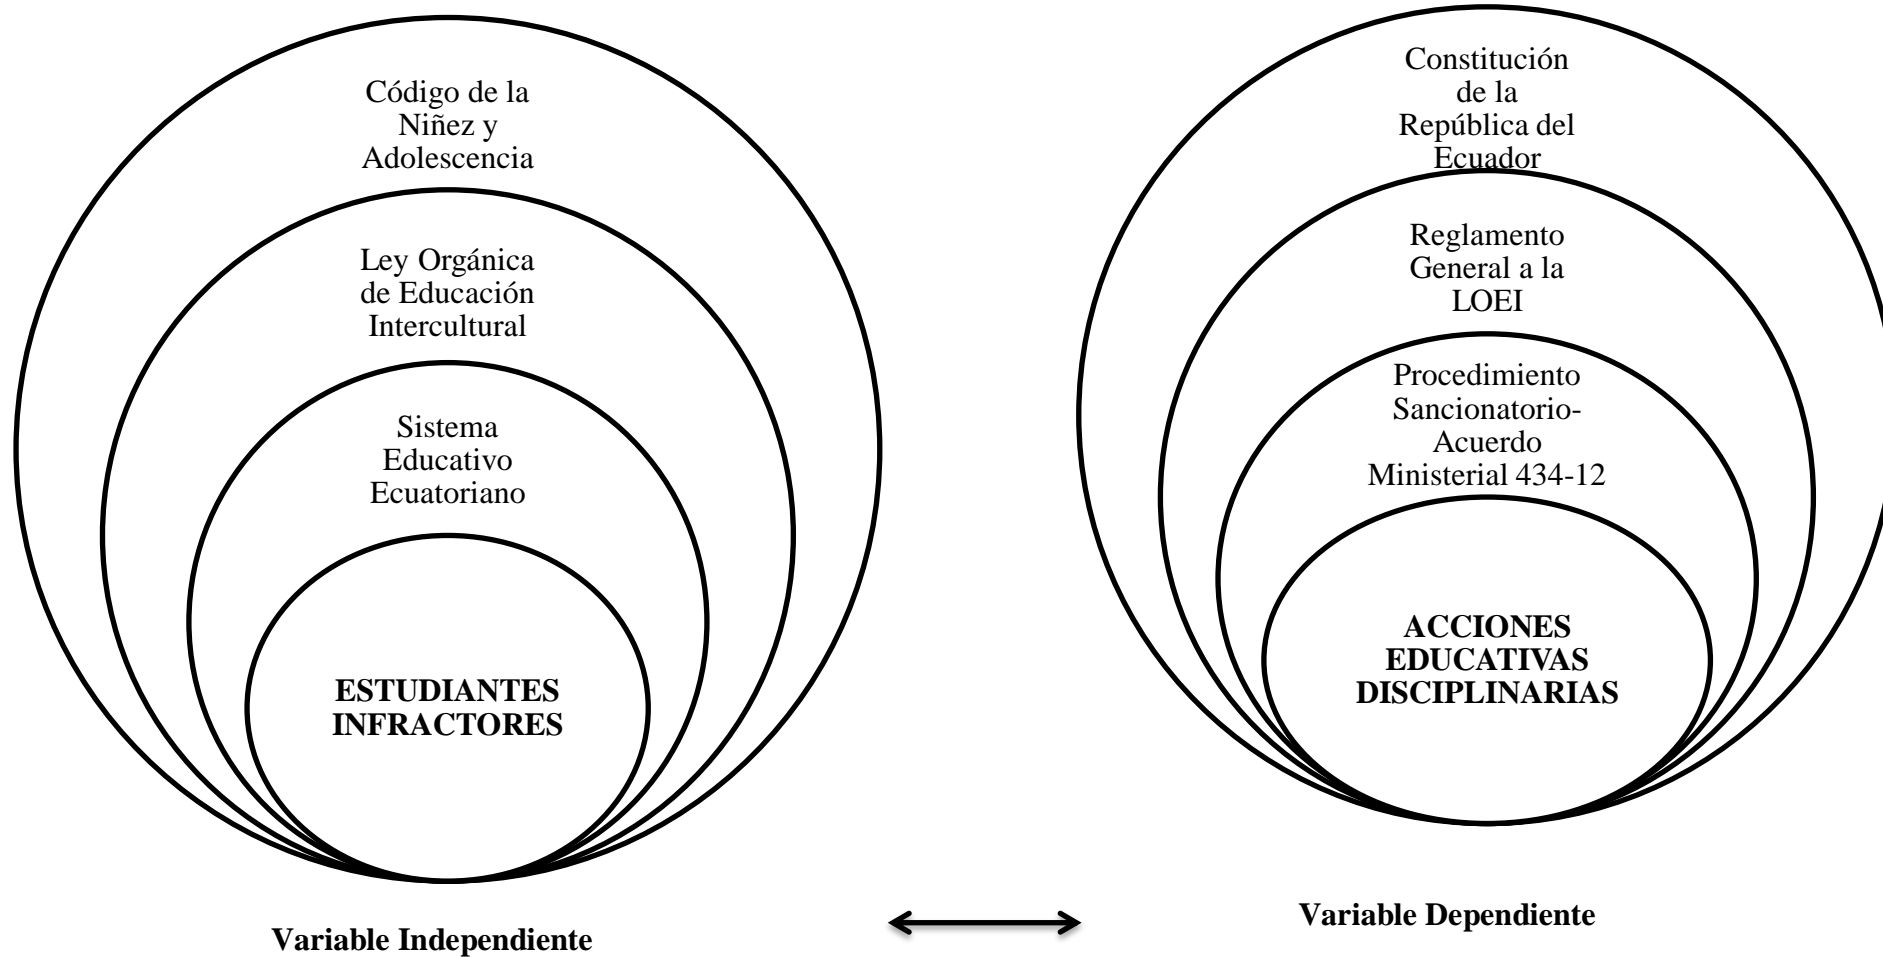 Código de la
Niñez y
Adolescencia
Ley Orgánica
de Educación
Intercultural
Sistema
Educativo
Ecuatoriano
ESTUDIANTES
INFRACTORES
Variable Independiente
Constitución
de la
República del
Ecuador
Reglamento
General a la
LOEI
Procedimiento
Sancionatorio-
Acuerdo
Ministerial 434-12
ACCIONES
EDUCATIVAS
DISCIPLINARIAS
Variable Dependiente